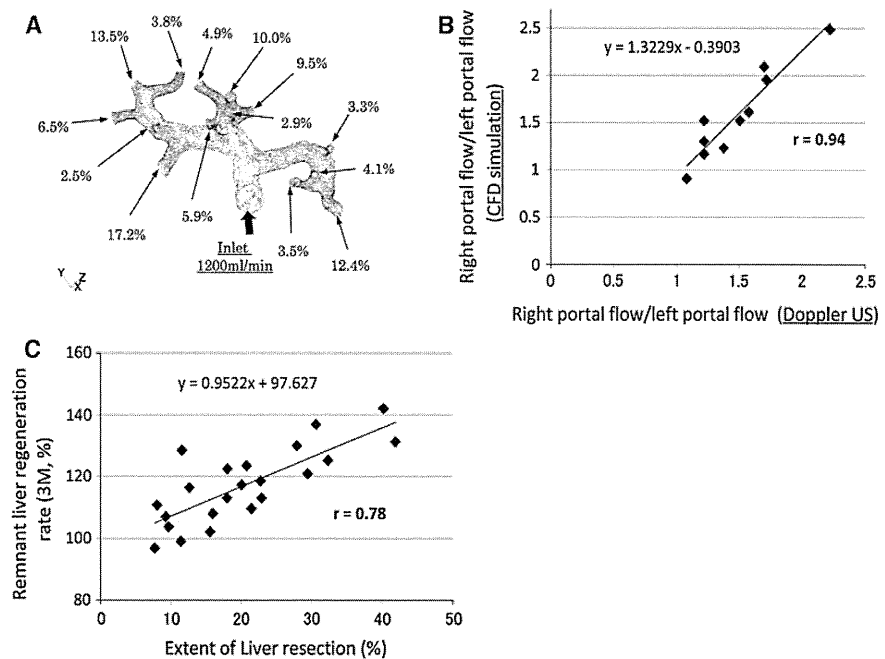 A
3.8%
13.5%
4.9%
10.0%
9.5%
6.5%
2.9%
3.3%
2.5%
4.1%
17.2%
5.9%
Inlet
1200ml/min
3.5%
12.4%
Y
Z
X
B
Right portal flow/left portal flow
(CFD simulation)
2.5
2
1.5
1
0.5
0
y = 1.3229x - 0.3903
r = 0.94
0 0.5 1 1.5 2 2.5
Right portal flow/left portal flow (Doppler US)
C
Remnant liver regeneration
rate (3M, %)
160
140
120
100
80
y = 0.9522x + 97.627
r = 0.78
0 10 20 30 40 50
Extent of Liver resection (%)